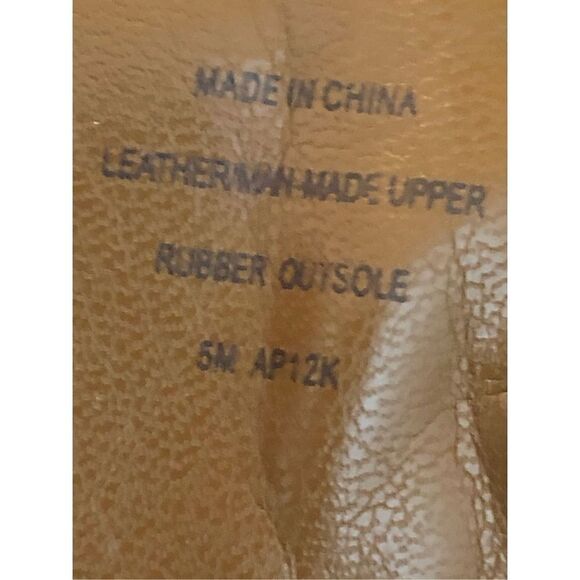 MADE IN CHINA
LEATHER/MAN-MADE UPPER
RUBBER OUTSOLE
5M AP12K